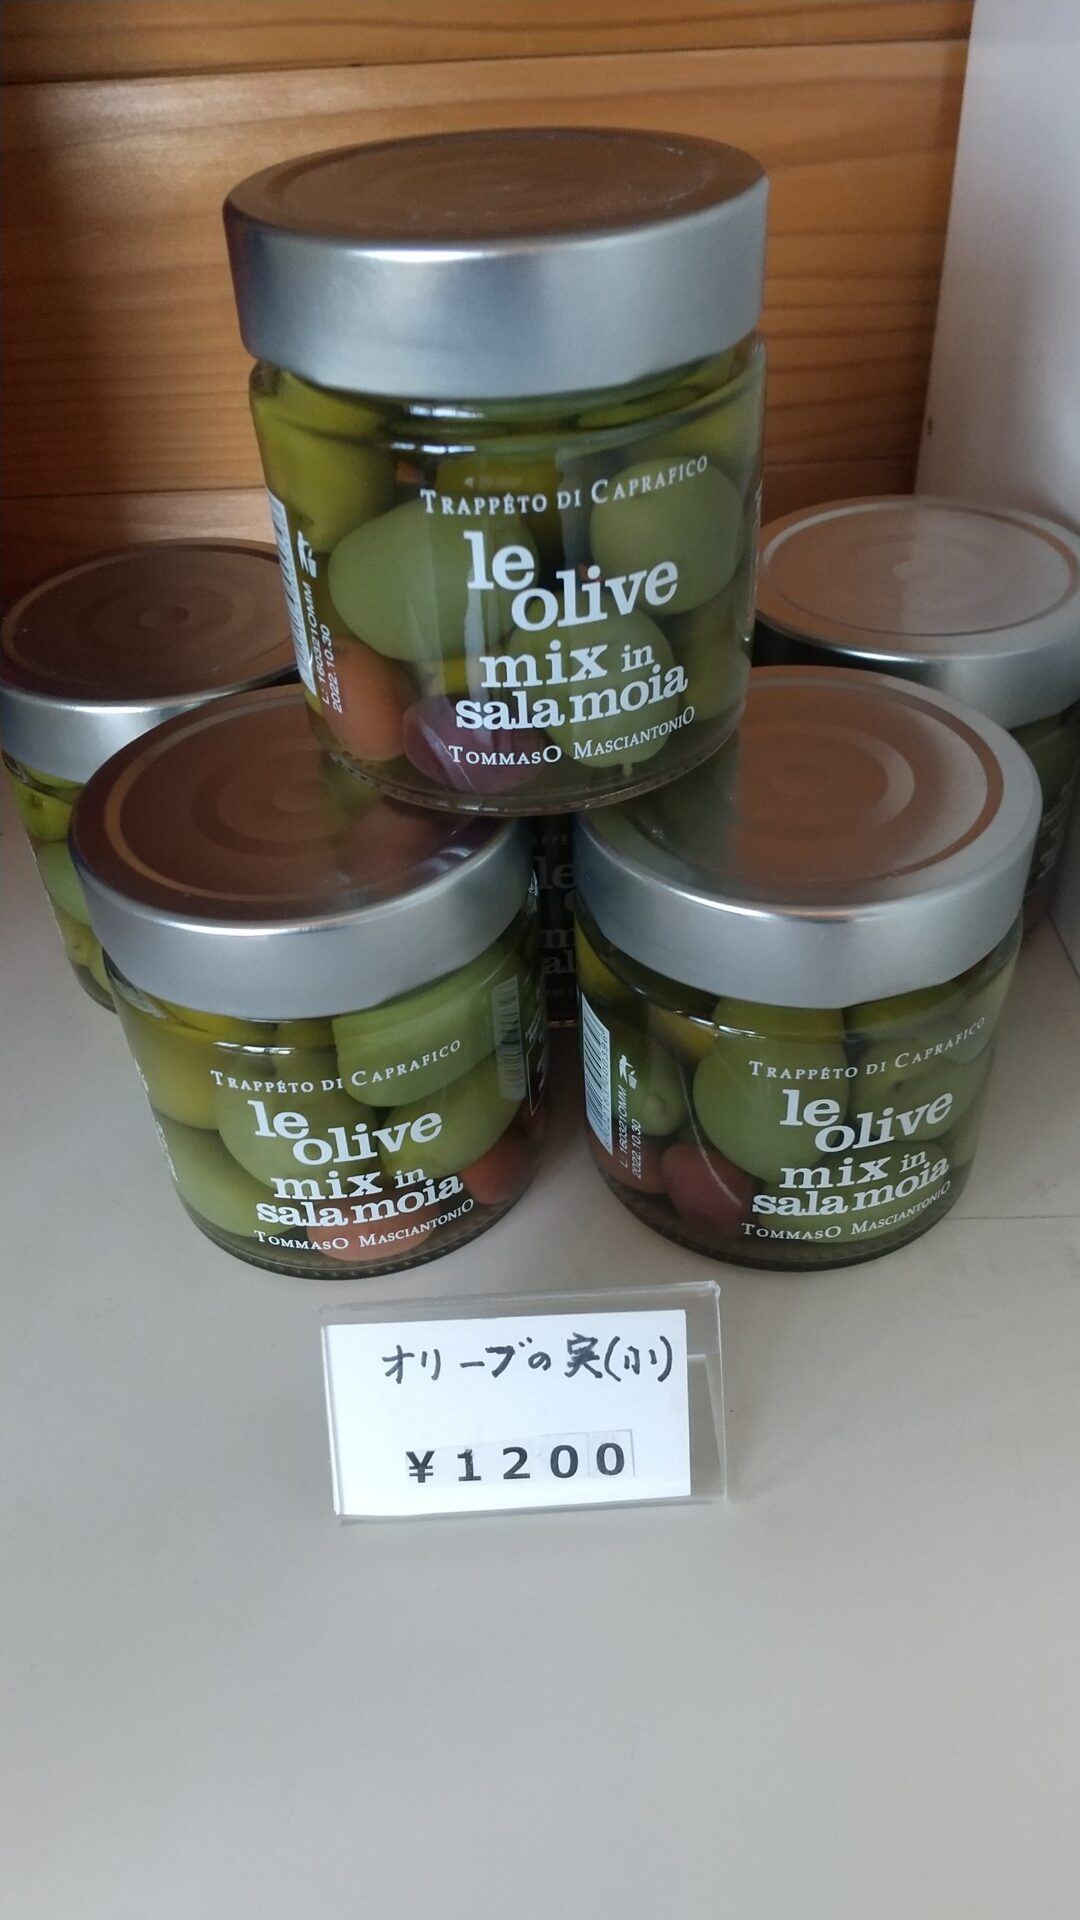 TRAPPÉTO DI CAPRAFICO
le
olive
mix in
salamoia
TOMMASO MASCIANTONIO
L: 160321OMM
2022.10.30
TRAPPÉTO DI CAPRAFICO
le
olive
mix in
salamoia
TOMMASO MASCIANTONIO
TRAPPÉTO DI CAPRAFICO
le
olive
mix in
salamoia
TOMMASO MASCIANTONIO
L: 160321OMM
2022.10.30
オリーブの実(小)
¥1200